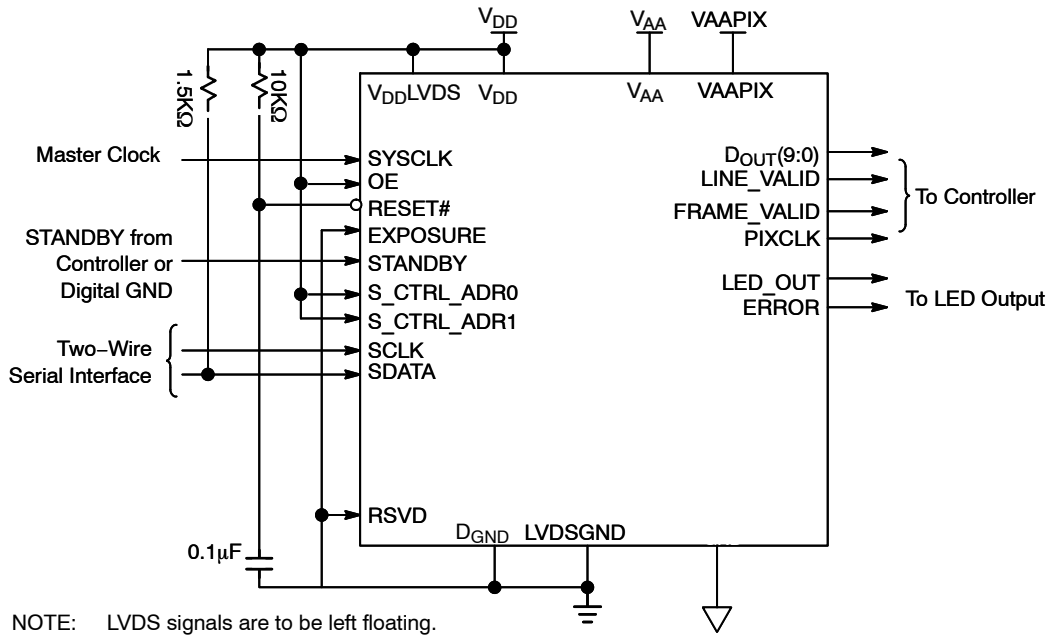 VDD
VAA
VAAPIX
1.5KΩ
10KΩ
VDDLVDS
VDD
VAA
VAAPIX
Master Clock
SYSCLK
OE
RESET#
EXPOSURE
STANDBY from
Controller or
Digital GND
STANDBY
S_CTRL_ADR0
S_CTRL_ADR1
Two−Wire
Serial Interface
SCLK
SDATA
RSVD
DOUT(9:0)
LINE_VALID
FRAME_VALID
PIXCLK
To Controller
LED_OUT
ERROR
To LED Output
0.1μF
DGND
LVDSGND
NOTE: LVDS signals are to be left floating.